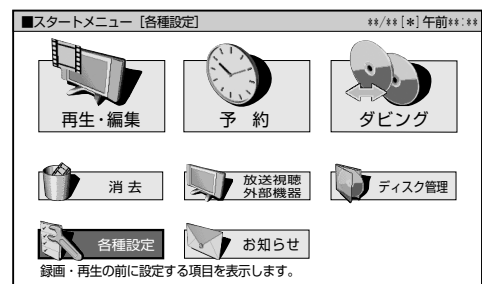 ■スタートメニュー［各種設定］ **/**[*]午前**:**
再生・編集 予 約 ダビング
消 去 放送視聴 ディスク管理
外部機器
各種設定 お知らせ
録画・再生の前に設定する項目を表示します。